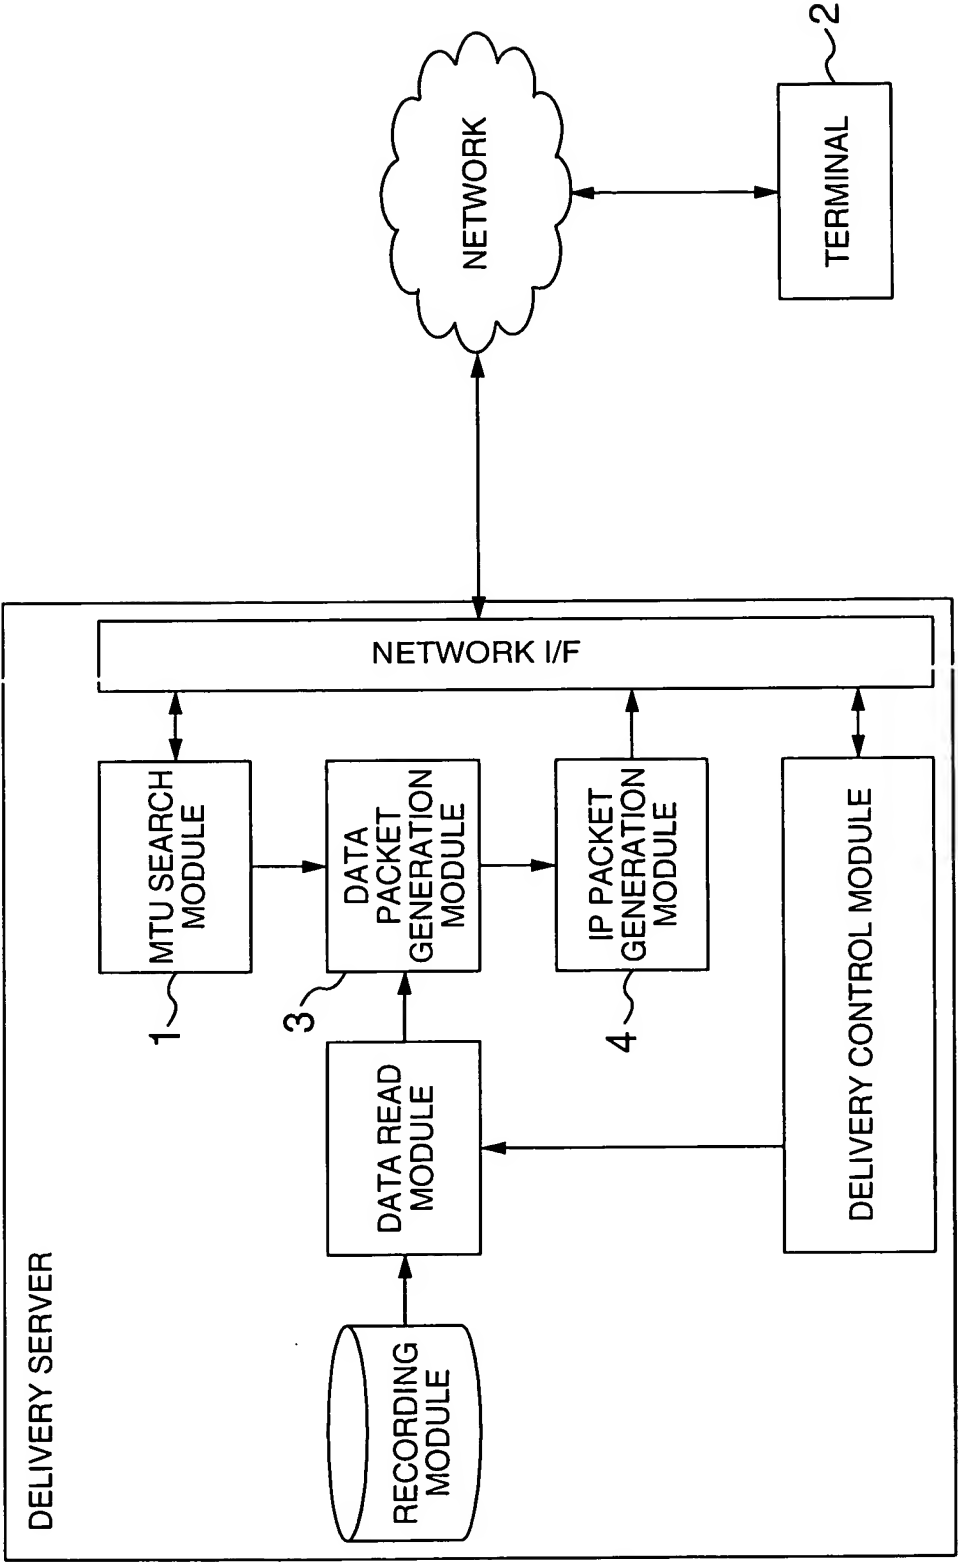 DELIVERY SERVER
MTU SEARCH
MODULE
1
RECORDING
MODULE
DATA READ
MODULE
DATA
PACKET
GENERATION
MODULE
3
IP PACKET
GENERATION
MODULE
4
DELIVERY CONTROL MODULE
NETWORK I/F
NETWORK
TERMINAL
2